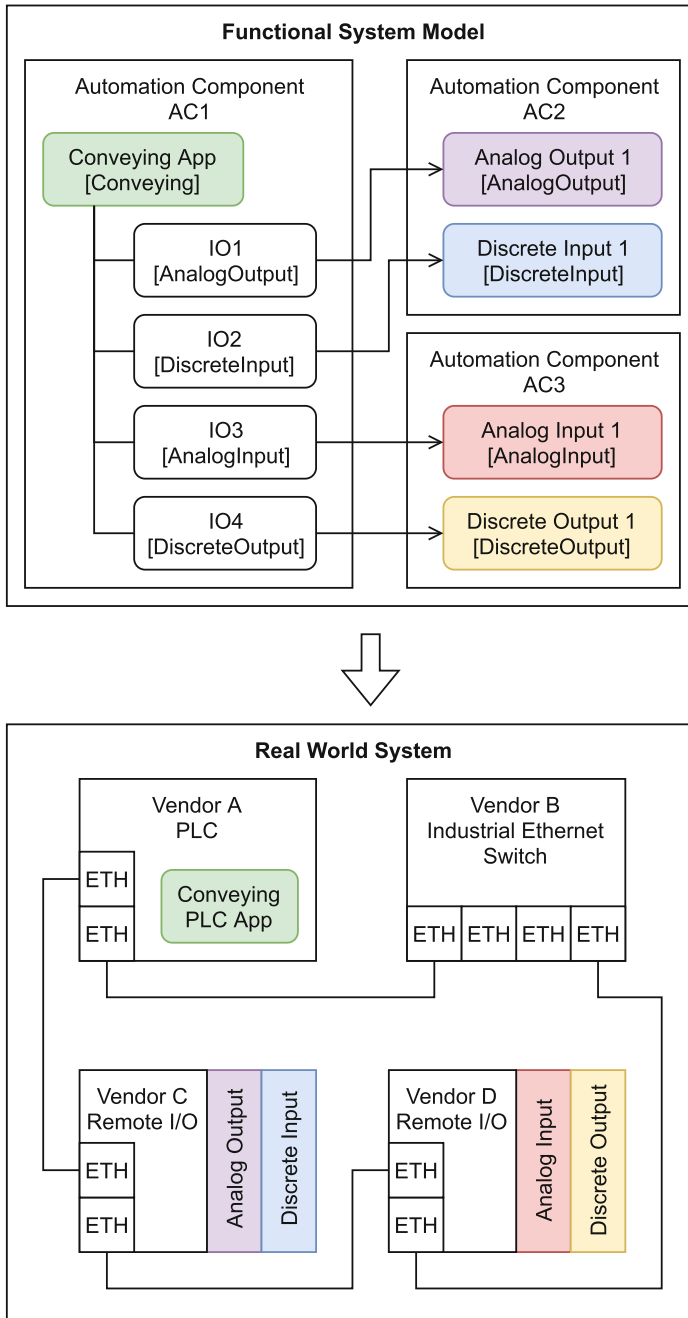 Functional System Model
Automation Component
AC1
Conveying App
[Conveying]
IO1
[AnalogOutput]
IO2
[DiscreteInput]
IO3
[AnalogInput]
IO4
[DiscreteOutput]
Automation Component
AC2
Analog Output 1
[AnalogOutput]
Discrete Input 1
[DiscreteInput]
Automation Component
AC3
Analog Input 1
[AnalogInput]
Discrete Output 1
[DiscreteOutput]
Real World System
Vendor A
PLC
ETH
ETH
Conveying
PLC App
Vendor B
Industrial Ethernet
Switch
ETH
ETH
ETH
ETH
Vendor C
Remote I/O
ETH
ETH
Analog Output
Discrete Input
Vendor D
Remote I/O
ETH
ETH
Analog Input
Discrete Output